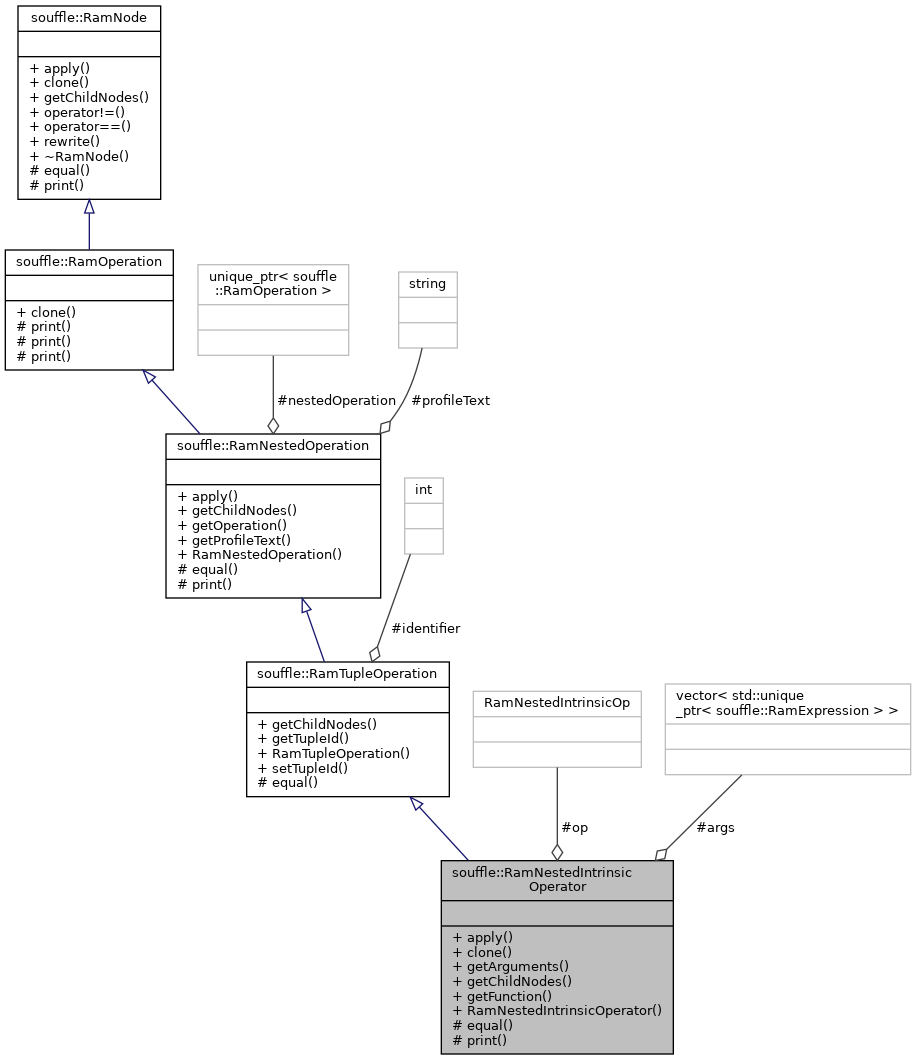 souffle::RamNode
+ apply()
+ clone()
+ getChildNodes()
+ operator!=()
+ operator==()
+ rewrite()
+ ~RamNode()
# equal()
# print()
souffle::RamOperation
+ clone()
# print()
# print()
# print()
unique_ptr< souffle
::RamOperation >
string
#nestedOperation
#profileText
souffle::RamNestedOperation
+ apply()
+ getChildNodes()
+ getOperation()
+ getProfileText()
+ RamNestedOperation()
# equal()
# print()
int
#identifier
souffle::RamTupleOperation
+ getChildNodes()
+ getTupleId()
+ RamTupleOperation()
+ setTupleId()
# equal()
RamNestedIntrinsicOp
vector< std::unique
_ptr< souffle::RamExpression > >
#op
#args
souffle::RamNestedIntrinsic
Operator
+ apply()
+ clone()
+ getArguments()
+ getChildNodes()
+ getFunction()
+ RamNestedIntrinsicOperator()
# equal()
# print()